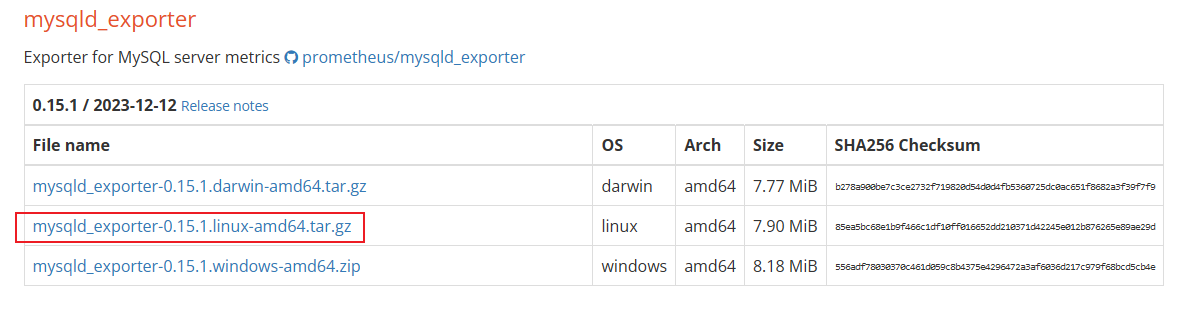 mysqld_exporter
Exporter for MySQL server metrics prometheus/mysqld_exporter
0.15.1 / 2023-12-12 Release notes
File name OS Arch Size SHA256 Checksum
mysqld_exporter-0.15.1.darwin-amd64.tar.gz darwin amd64 7.77 MiB b278a900be7c3ce2732f719820d54d0d4fb5360725dc0ac651f8682a3f39f7f9
mysqld_exporter-0.15.1.linux-amd64.tar.gz linux amd64 7.90 MiB 85ea5bc68e1b9f466c1df10ff016652dd210371d42245e012b876265e89ae29d
mysqld_exporter-0.15.1.windows-amd64.zip windows amd64 8.18 MiB 556adf78030370c461d059c8b4375e4296472a3af6036d217c979f68bcd5cb4e